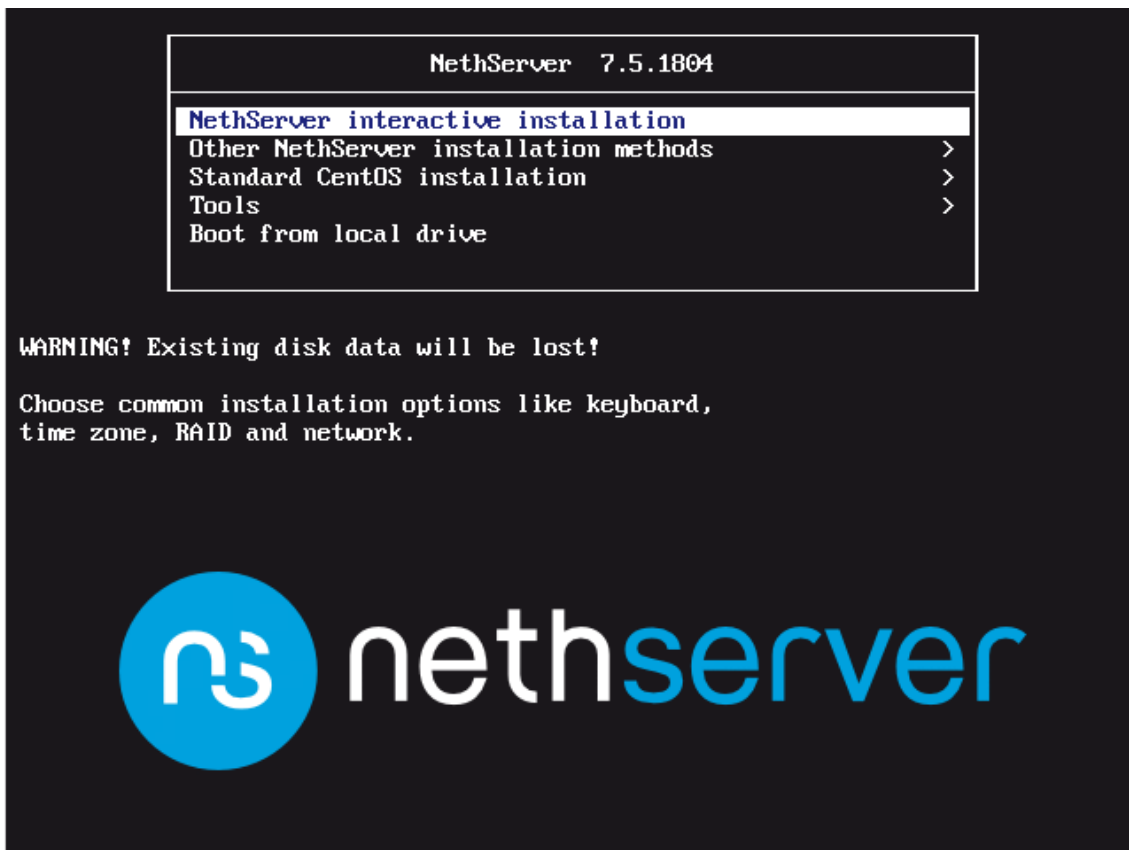 NethServer 7.5.1804
NethServer interactive installation
Other NethServer installation methods >
Standard CentOS installation >
Tools >
Boot from local drive
WARNING! Existing disk data will be lost!
Choose common installation options like keyboard,
time zone, RAID and network.
ns nethserver